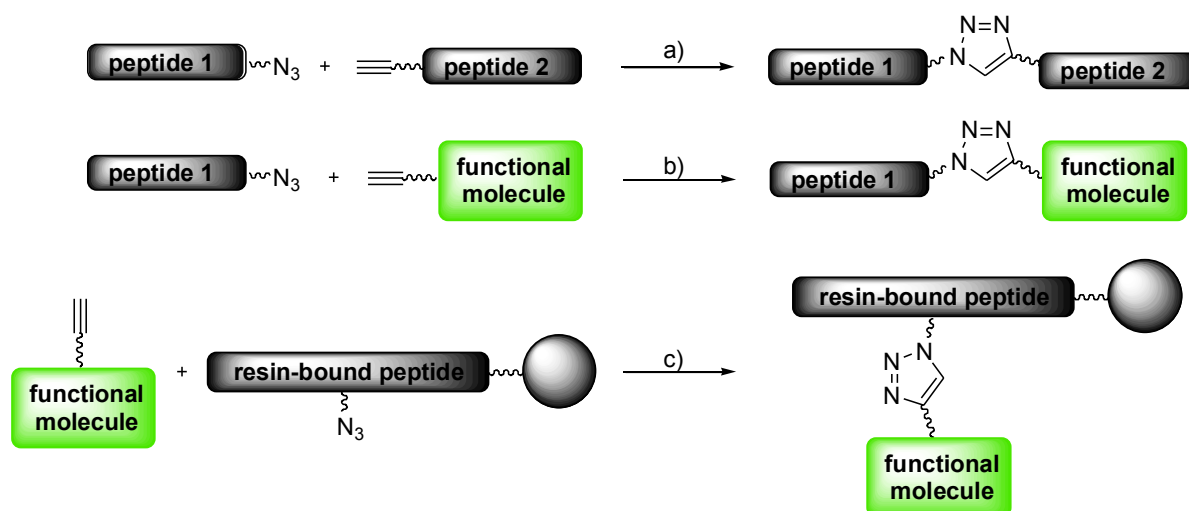 peptide 1 N₃ + peptide 2 a) peptide 1 N=N N peptide 2
peptide 1 N₃ + functional molecule b) peptide 1 N=N N functional molecule
functional molecule + resin-bound peptide N₃ c) resin-bound peptide N N N functional molecule